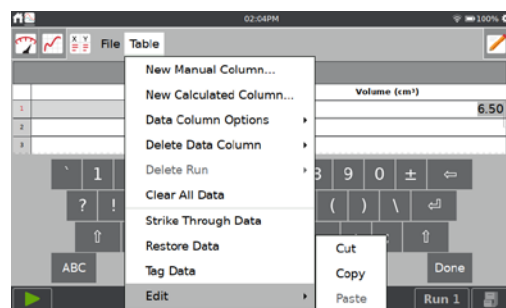 02:04PM
100%
X Y
File Table
New Manual Column...
New Calculated Column...
Data Column Options
Delete Data Column
Delete Run
Clear All Data
Strike Through Data
Restore Data
Tag Data
Edit
Cut
Copy
Paste
Volume (cm³)
1 6.50
2
3
` 1 8 9 0 ±
? ! ( ) \
ABC Done
Run 1